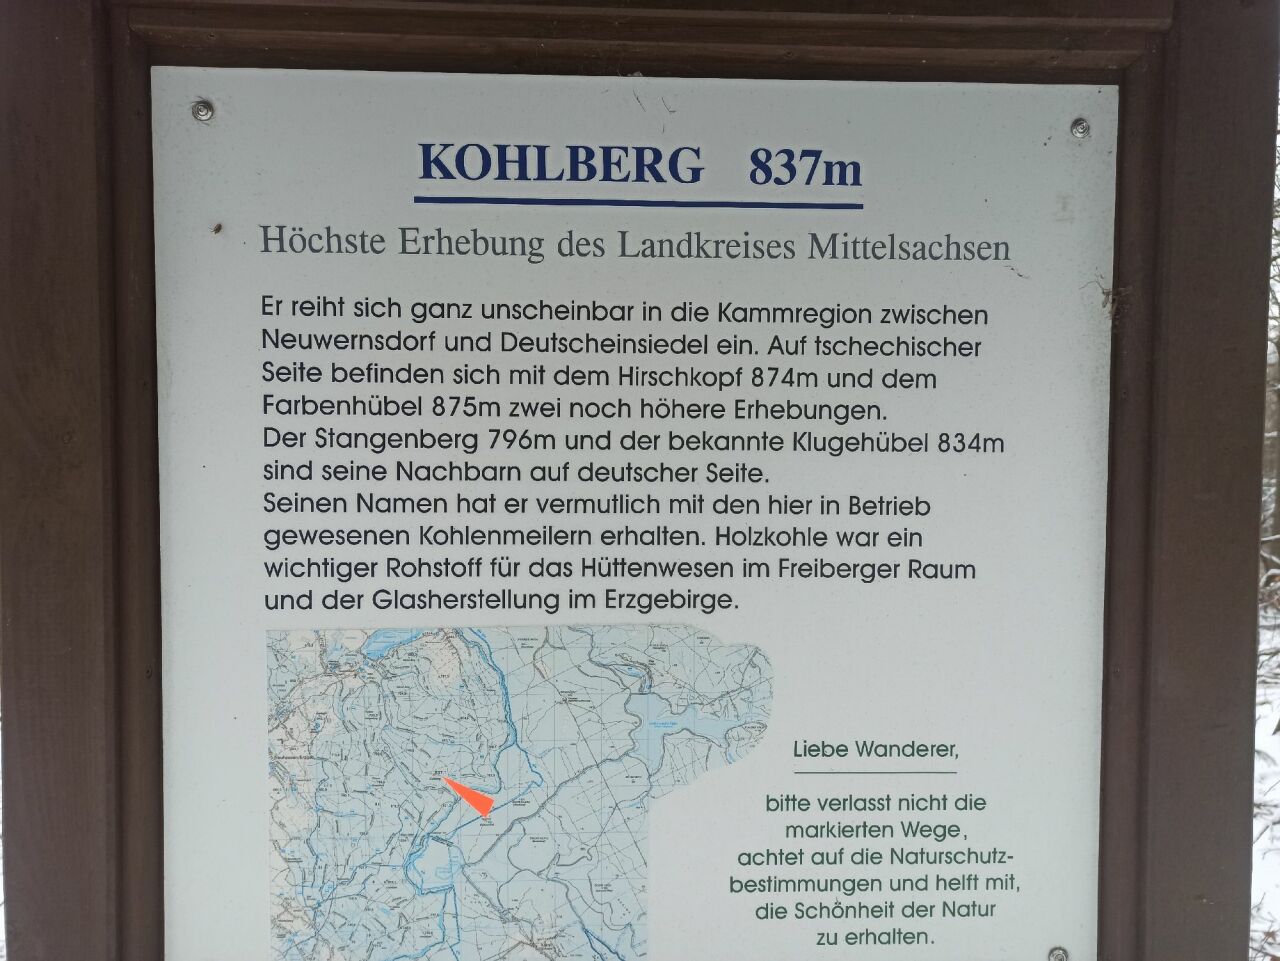 KOHLBERG 837m
Höchste Erhebung des Landkreises Mittelsachsen
Er reiht sich ganz unscheinbar in die Kammregion zwischen
Neuwernsdorf und Deutscheinsiedel ein. Auf tschechischer
Seite befinden sich mit dem Hirschkopf 874m und dem
Farbenhübel 875m zwei noch höhere Erhebungen.
Der Stangenberg 796m und der bekannte Klugehübel 834m
sind seine Nachbarn auf deutscher Seite.
Seinen Namen hat er vermutlich mit den hier in Betrieb
gewesenen Kohlenmeilern erhalten. Holzkohle war ein
wichtiger Rohstoff für das Hüttenwesen im Freiberger Raum
und der Glasherstellung im Erzgebirge.
Liebe Wanderer,
bitte verlasst nicht die
markierten Wege,
achtet auf die Naturschutz-
bestimmungen und helft mit,
die Schönheit der Natur
zu erhalten.